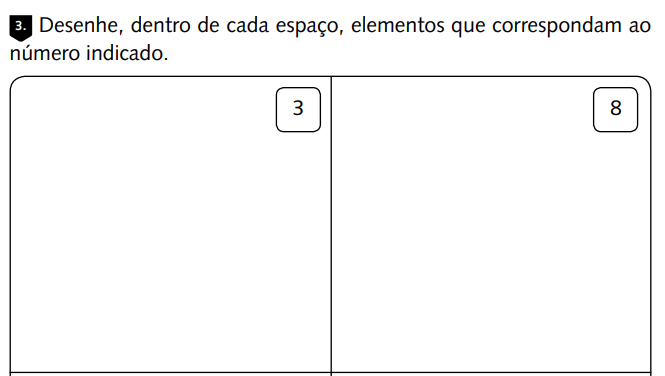 3. Desenhe, dentro de cada espaço, elementos que correspondam ao
número indicado.
3
8